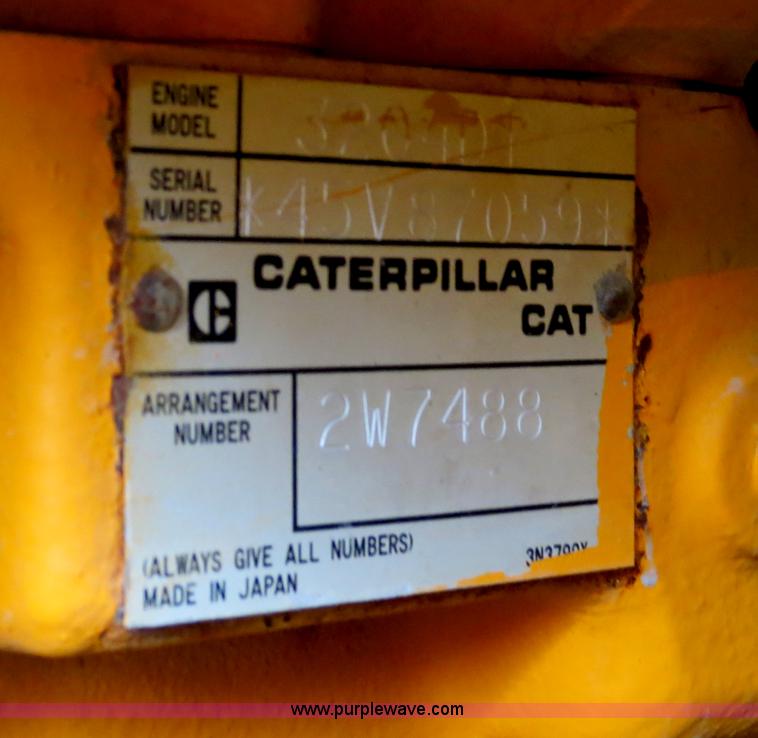 ENGINE
MODEL
3204DT
SERIAL
NUMBER
*45V87059*
CATERPILLAR
CAT
ARRANGEMENT
NUMBER
2W7488
(ALWAYS GIVE ALL NUMBERS)
MADE IN JAPAN
www.purplewave.com